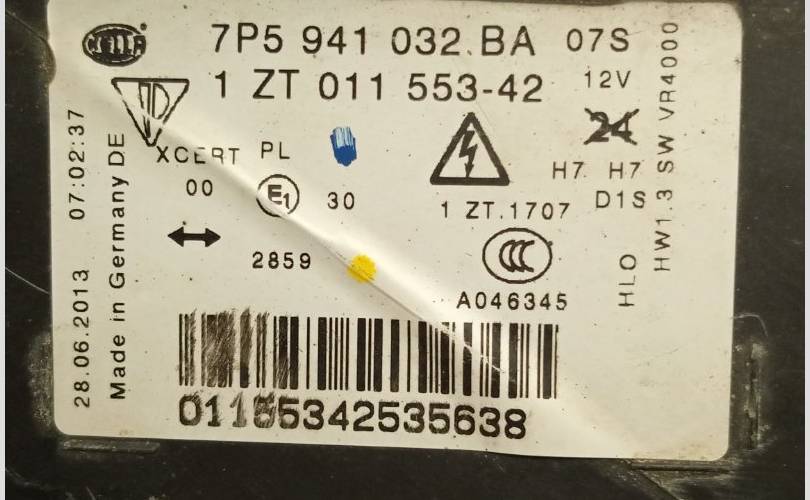 HELLA
7P5 941 032.BA 07S
1 ZT 011 553-42 12V
24
XCERT PL
H7 H7
00 E1 30
1 ZT.1707 D1S
CCC
2859
A046345
HLO
HW1.3 SW VR4000
28.06.2013 07:02:37
Made in Germany DE
01155342535638